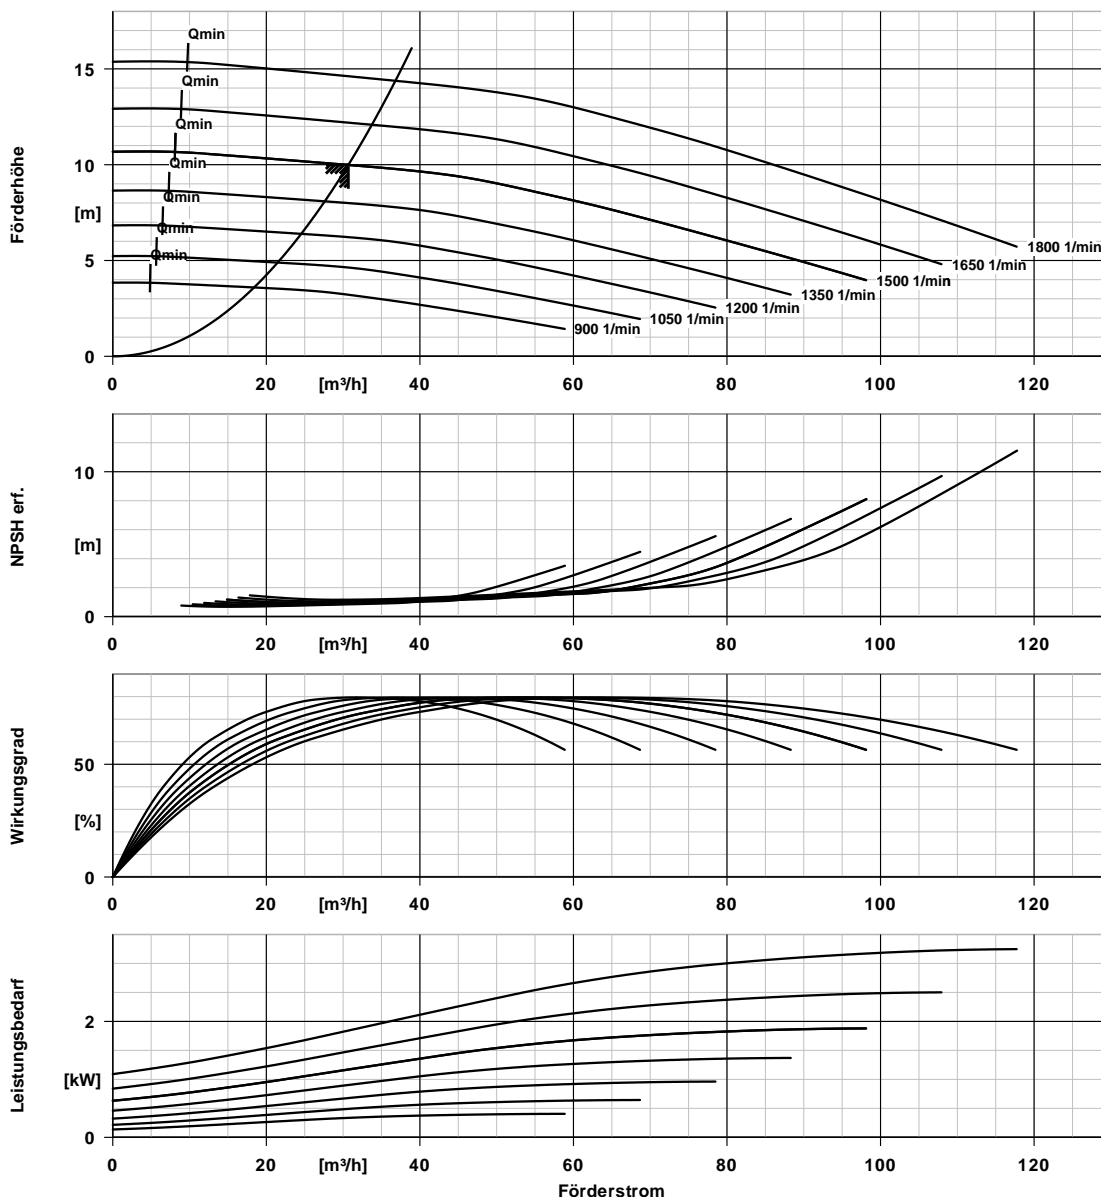 Qmin
Qmin
Qmin
Qmin
Qmin
Qmin
Qmin
15
10
5
0
Förderhöhe
[m]
1800 1/min
1650 1/min
1500 1/min
1350 1/min
1200 1/min
1050 1/min
900 1/min
0 20 [m³/h] 40 60 80 100 120
10
NPSH erf.
[m]
0
0 20 [m³/h] 40 60 80 100 120
50
Wirkungsgrad
[%]
0
0 20 [m³/h] 40 60 80 100 120
2
Leistungsbedarf
[kW]
0
0 20 [m³/h] 40 60 80 100 120
Förderstrom